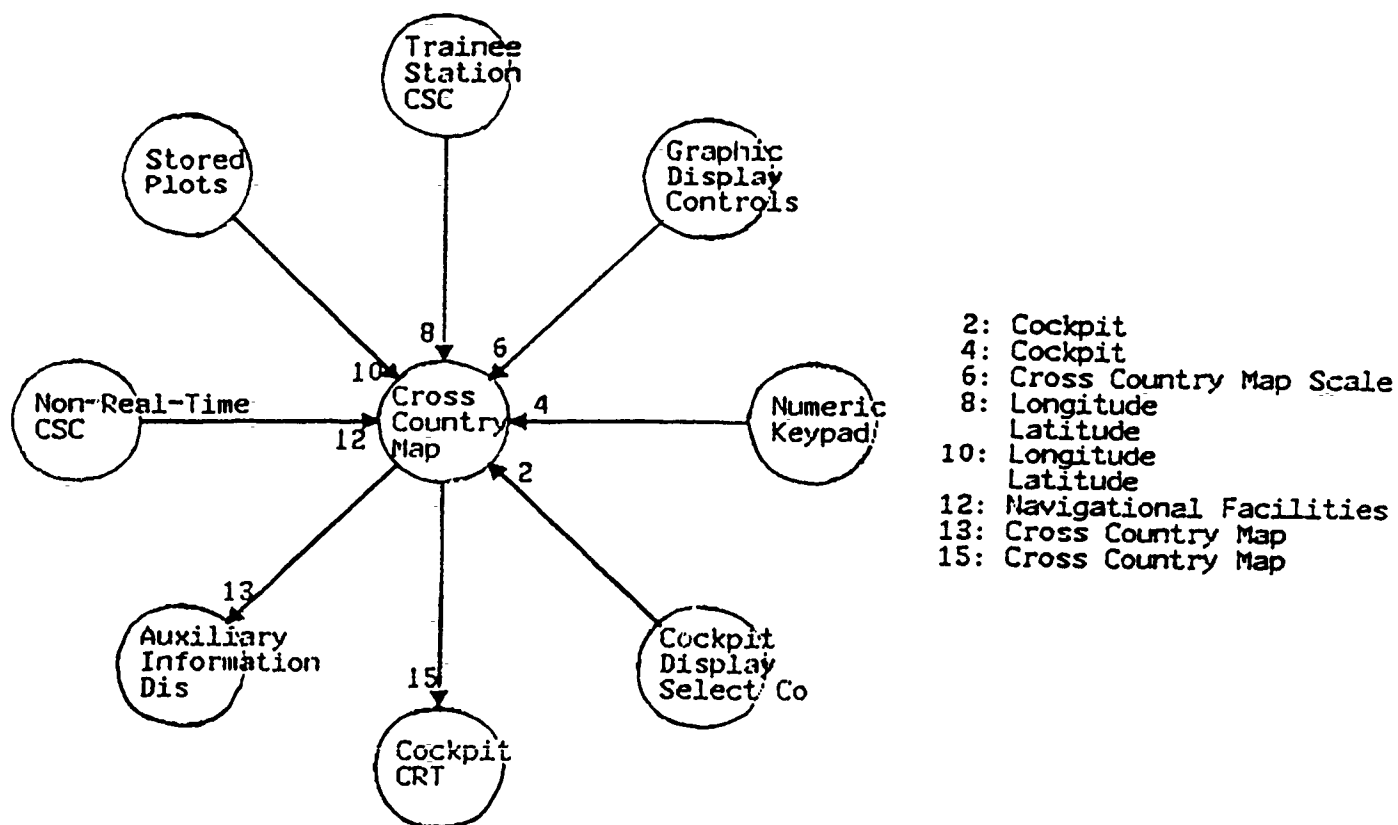 Trainee
Station
CSC
Stored
Plots
Graphic
Display
Controls
8
6
10
Cross
Country
Map
Non-Real-Time
CSC
12
4
Numeric
Keypad
2
13
Auxiliary
Information
Dis
15
Cockpit
CRT
Cockpit
Display
Select Co
2: Cockpit
4: Cockpit
6: Cross Country Map Scale
8: Longitude
Latitude
10: Longitude
Latitude
12: Navigational Facilities
13: Cross Country Map
15: Cross Country Map